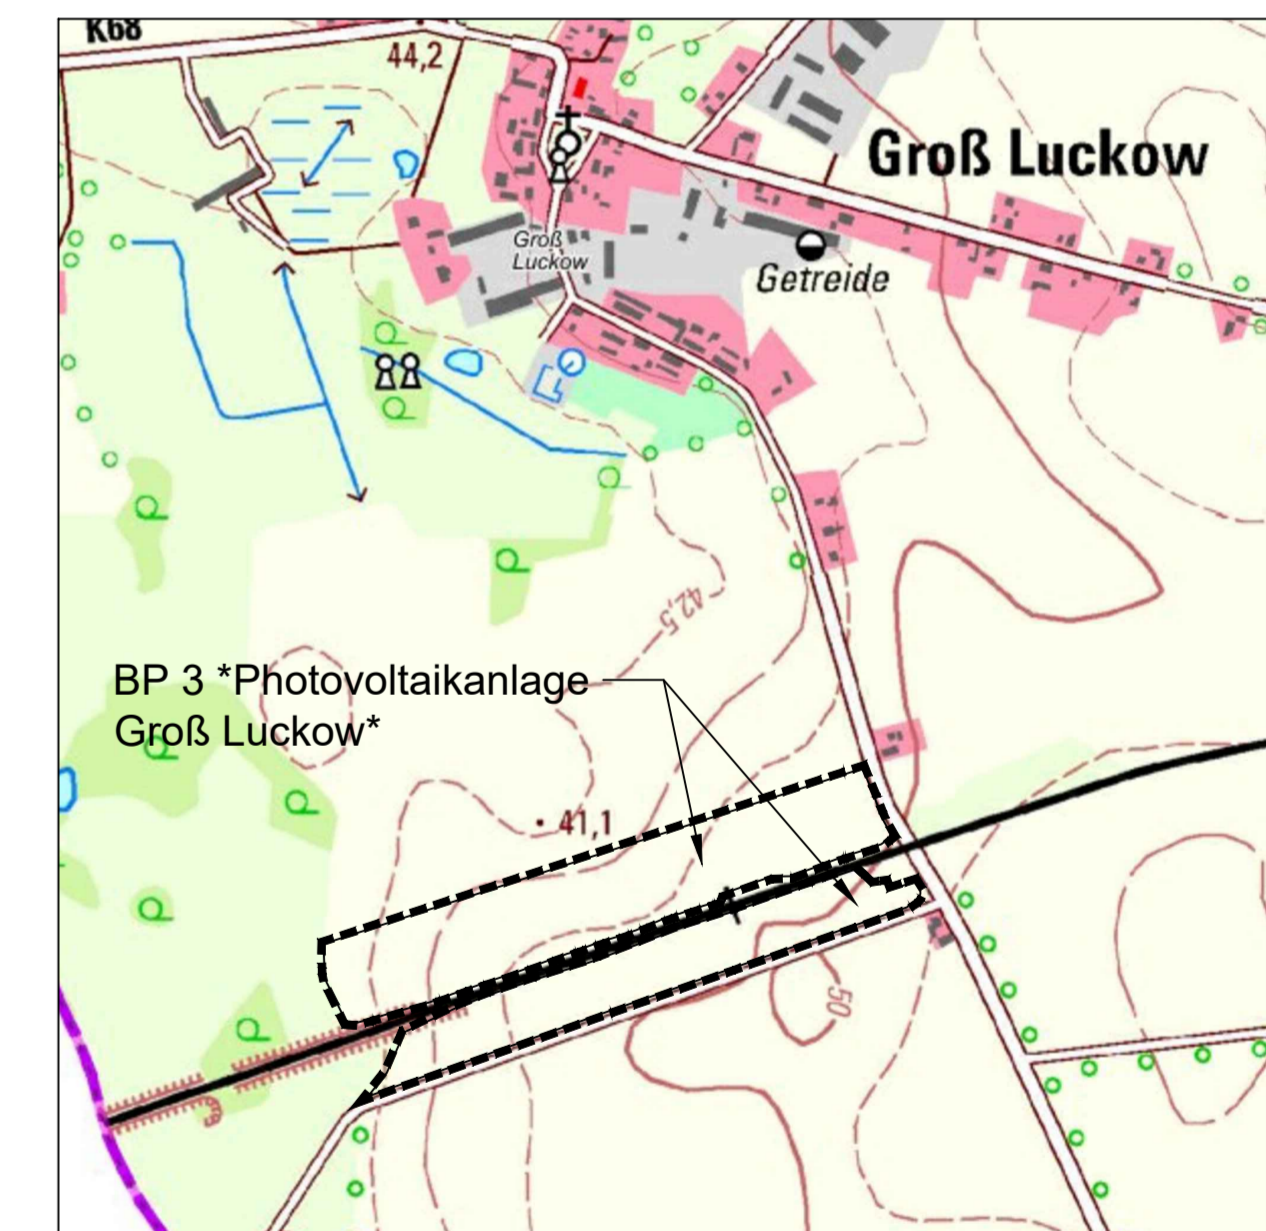 K68
44,2
Groß Luckow
Groß
Luckow
Getreide
42,5
BP 3 *Photovoltaikanlage
Groß Luckow*
41,1
50